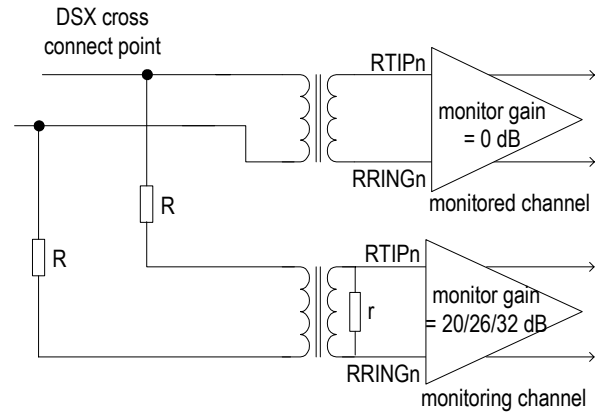 DSX cross
connect point
RTIPn
monitor gain
= 0 dB
RRINGn
monitored channel
R
R
RTIPn
monitor gain
= 20/26/32 dB
r
RRINGn
monitoring channel